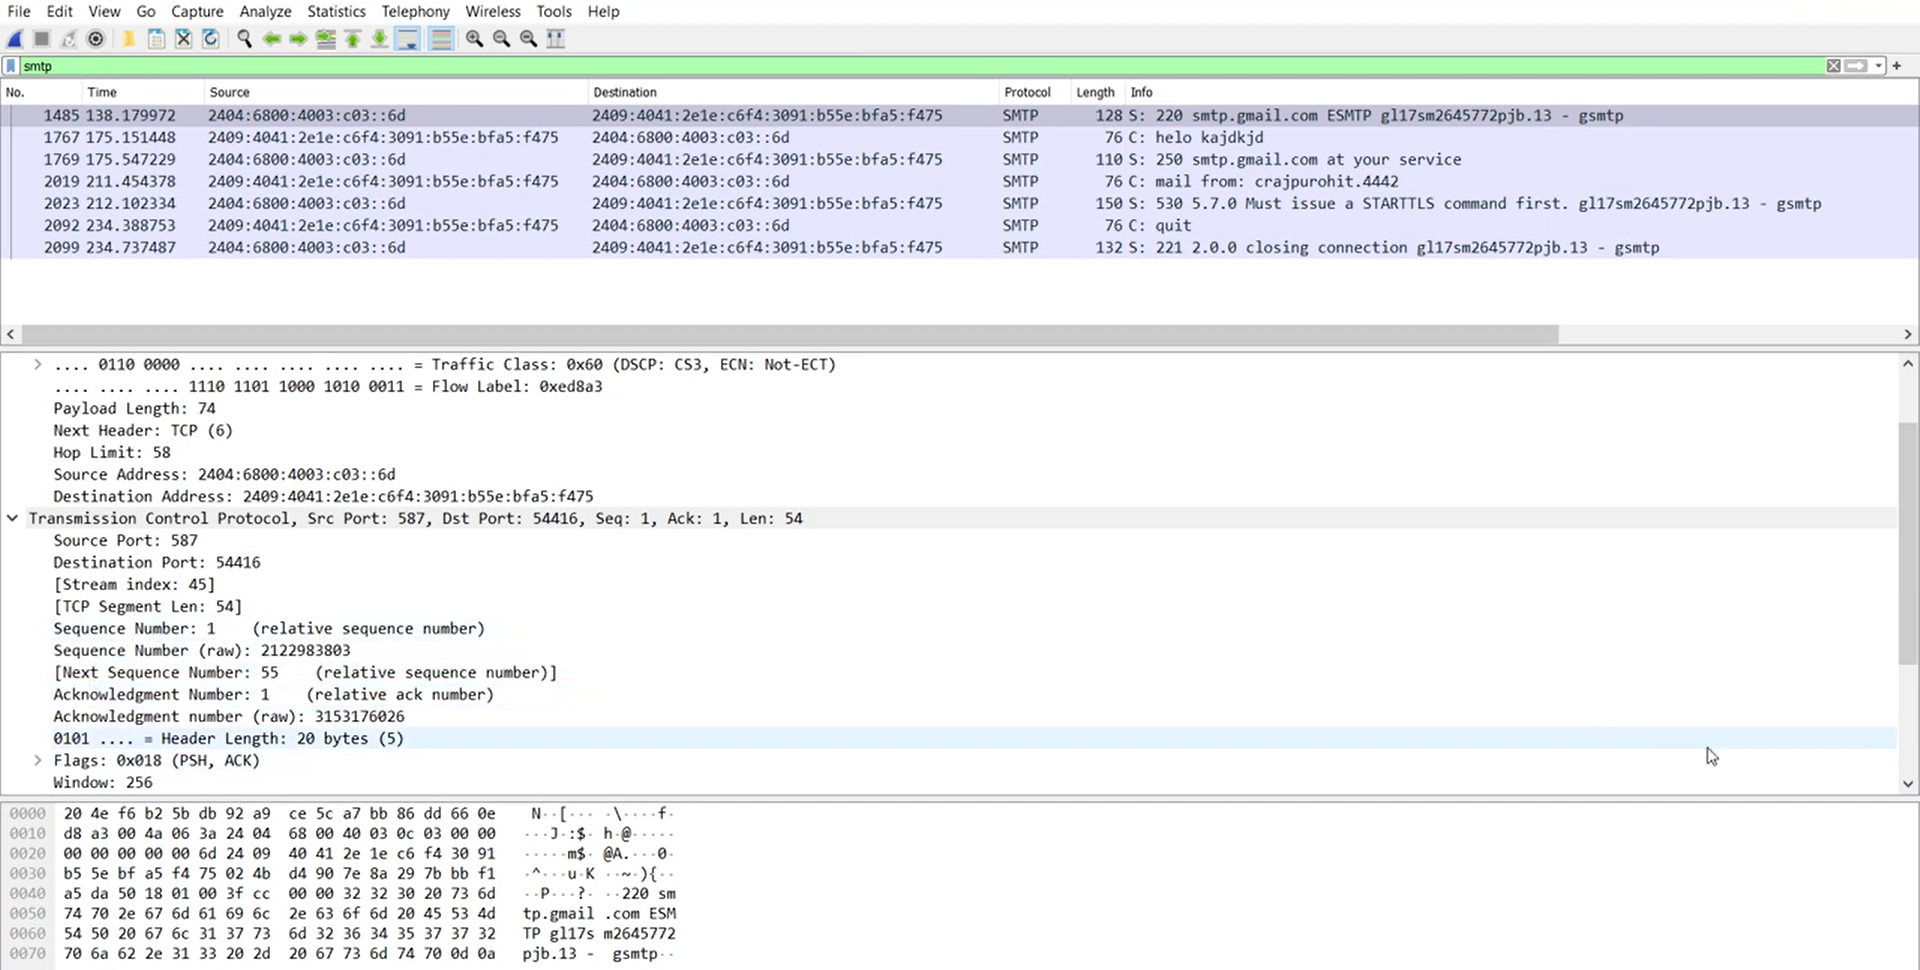 File Edit View Go Capture Analyze Statistics Telephony Wireless Tools Help
smtp
No. Time Source Destination Protocol Length Info
1485 138.179972 2404:6800:4003:c03::6d 2409:4041:2e1e:c6f4:3091:b55e:bfa5:f475 SMTP 128 S: 220 smtp.gmail.com ESMTP gl17sm2645772pjb.13 - gsmtp
1767 175.151448 2409:4041:2e1e:c6f4:3091:b55e:bfa5:f475 2404:6800:4003:c03::6d SMTP 76 C: helo kajdkjd
1769 175.547229 2404:6800:4003:c03::6d 2409:4041:2e1e:c6f4:3091:b55e:bfa5:f475 SMTP 110 S: 250 smtp.gmail.com at your service
2019 211.454378 2409:4041:2e1e:c6f4:3091:b55e:bfa5:f475 2404:6800:4003:c03::6d SMTP 76 C: mail from: crajpurohit.4442
2023 212.102334 2404:6800:4003:c03::6d 2409:4041:2e1e:c6f4:3091:b55e:bfa5:f475 SMTP 150 S: 530 5.7.0 Must issue a STARTTLS command first. gl17sm2645772pjb.13 - gsmtp
2092 234.388753 2409:4041:2e1e:c6f4:3091:b55e:bfa5:f475 2404:6800:4003:c03::6d SMTP 76 C: quit
2099 234.737487 2404:6800:4003:c03::6d 2409:4041:2e1e:c6f4:3091:b55e:bfa5:f475 SMTP 132 S: 221 2.0.0 closing connection gl17sm2645772pjb.13 - gsmtp
.... 0110 0000 .... .... .... .... .... = Traffic Class: 0x60 (DSCP: CS3, ECN: Not-ECT)
.... .... .... 1110 1101 1000 1010 0011 = Flow Label: 0xed8a3
Payload Length: 74
Next Header: TCP (6)
Hop Limit: 58
Source Address: 2404:6800:4003:c03::6d
Destination Address: 2409:4041:2e1e:c6f4:3091:b55e:bfa5:f475
Transmission Control Protocol, Src Port: 587, Dst Port: 54416, Seq: 1, Ack: 1, Len: 54
Source Port: 587
Destination Port: 54416
[Stream index: 45]
[TCP Segment Len: 54]
Sequence Number: 1 (relative sequence number)
Sequence Number (raw): 2122983803
[Next Sequence Number: 55 (relative sequence number)]
Acknowledgment Number: 1 (relative ack number)
Acknowledgment number (raw): 3153176026
0101 .... = Header Length: 20 bytes (5)
Flags: 0x018 (PSH, ACK)
Window: 256
0000 20 4e f6 b2 5b db 92 a9 ce 5c a7 bb 86 dd 66 0e N··[··· ·\····f·
0010 d8 a3 00 4a 06 3a 24 04 68 00 40 03 0c 03 00 00 ···J·:$· h·@·····
0020 00 00 00 00 00 6d 24 09 40 41 2e 1e c6 f4 30 91 ·····m$· @A.···0·
0030 b5 5e bf a5 f4 75 02 4b d4 90 7e 8a 29 7b bb f1 ·^···u·K ··~·){··
0040 a5 da 50 18 01 00 3f cc 00 00 32 32 30 20 73 6d ··P···?· ··220 sm
0050 74 70 2e 67 6d 61 69 6c 2e 63 6f 6d 20 45 53 4d tp.gmail .com ESM
0060 54 50 20 67 6c 31 37 73 6d 32 36 34 35 37 37 32 TP gl17s m2645772
0070 70 6a 62 2e 31 33 20 2d 20 67 73 6d 74 70 0d 0a pjb.13 - gsmtp··